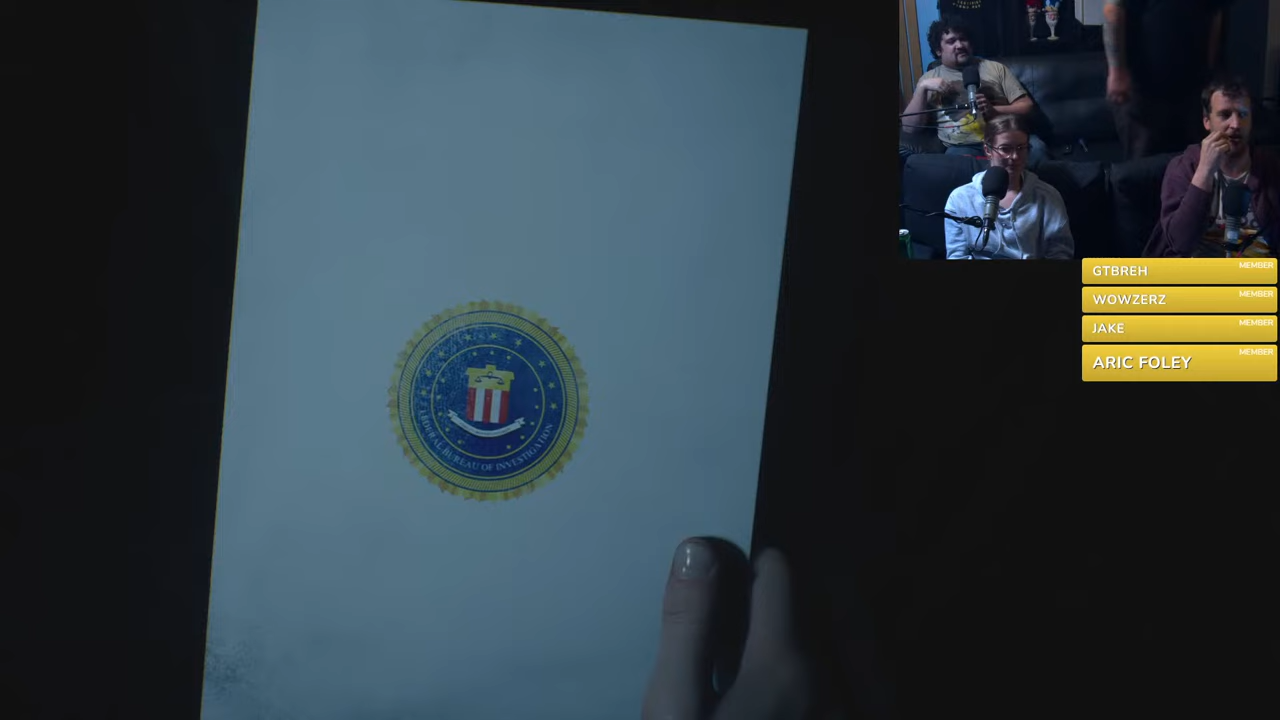 FEDERAL BUREAU OF INVESTIGATION
GTBREH
MEMBER
WOWZERZ
MEMBER
JAKE
MEMBER
ARIC FOLEY
MEMBER